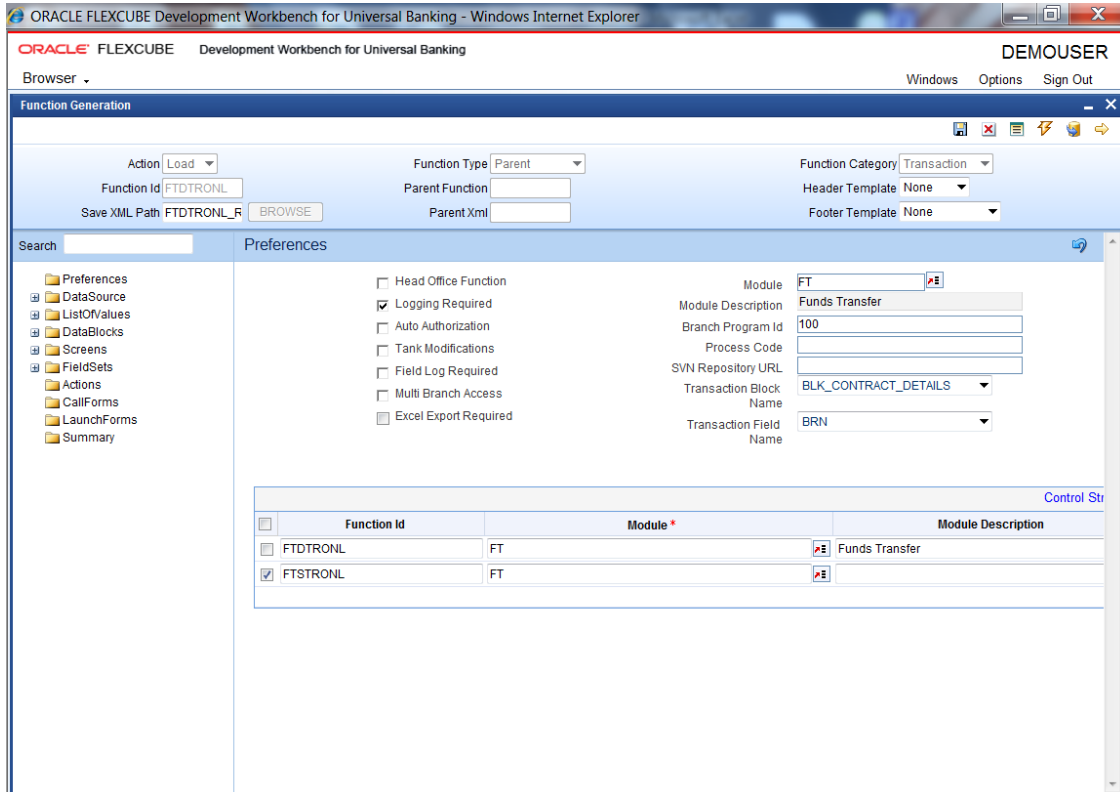 ORACLE FLEXCUBE Development Workbench for Universal Banking - Windows Internet Explorer
ORACLE FLEXCUBE Development Workbench for Universal Banking DEMOUSER
Browser Windows Options Sign Out
Function Generation
Action Load Function Type Parent Function Category Transaction
Function Id FTDTRONL Parent Function Header Template None
Save XML Path FTDTRONL_R BROWSE Parent Xml Footer Template None
Search Preferences
Preferences
DataSource
ListOfValues
DataBlocks
Screens
FieldSets
Actions
CallForms
LaunchForms
Summary
Head Office Function
Logging Required
Auto Authorization
Tank Modifications
Field Log Required
Multi Branch Access
Excel Export Required
Module FT
Module Description Funds Transfer
Branch Program Id 100
Process Code
SVN Repository URL
Transaction Block Name BLK_CONTRACT_DETAILS
Transaction Field Name BRN
Control Str
Function Id Module * Module Description
FTDTRONL FT Funds Transfer
FTSTRONL FT